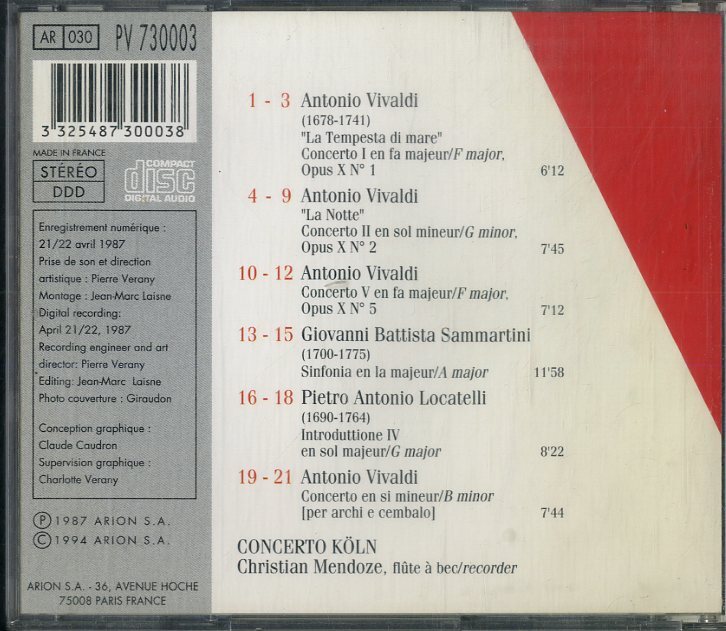 AR 030 PV 730003
3 325487 300038
MADE IN FRANCE
STÉRÉO
DDD
COMPACT
disc
DIGITAL AUDIO
Enregistrement numérique :
21/22 avril 1987
Prise de son et direction
artistique : Pierre Verany
Montage : Jean-Marc Laisne
Digital recording:
April 21/22, 1987
Recording engineer and art
director: Pierre Verany
Editing: Jean-Marc Laisne
Photo couverture : Giraudon
Conception graphique :
Claude Caudron
Supervision graphique :
Charlotte Verany
Ⓟ 1987 ARION S.A.
© 1994 ARION S.A.
ARION S.A. - 36, AVENUE HOCHE
75008 PARIS FRANCE
1 - 3 Antonio Vivaldi
(1678-1741)
"La Tempesta di mare"
Concerto I en fa majeur/F major,
Opus X N° 1 6'12
4 - 9 Antonio Vivaldi
"La Notte"
Concerto II en sol mineur/G minor,
Opus X N° 2 7'45
10 - 12 Antonio Vivaldi
Concerto V en fa majeur/F major,
Opus X N° 5 7'12
13 - 15 Giovanni Battista Sammartini
(1700-1775)
Sinfonia en la majeur/A major 11'58
16 - 18 Pietro Antonio Locatelli
(1690-1764)
Introduttione IV
en sol majeur/G major 8'22
19 - 21 Antonio Vivaldi
Concerto en si mineur/B minor
[per archi e cembalo] 7'44
CONCERTO KÖLN
Christian Mendoze, flûte à bec/recorder